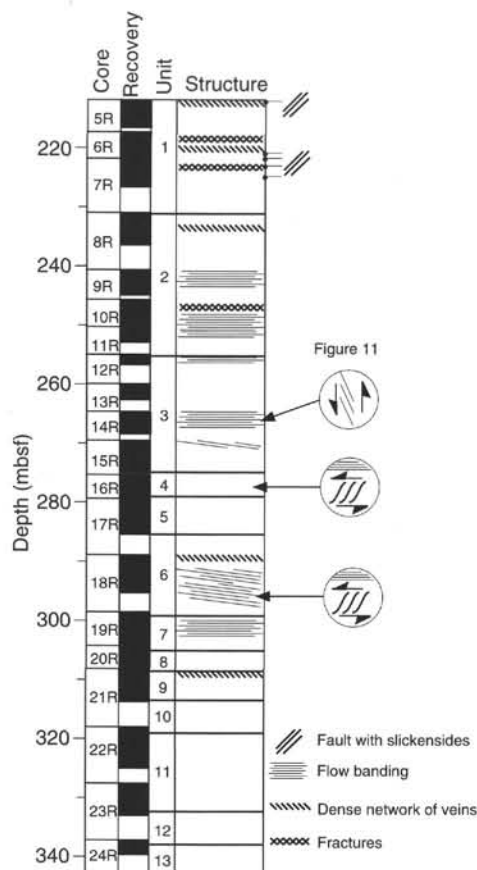 Core
Recovery
Unit
Structure
Depth (mbsf)
220
240
260
280
300
320
340
5R
6R
7R
8R
9R
10R
11R
12R
13R
14R
15R
16R
17R
18R
19R
20R
21R
22R
23R
24R
1
2
3
4
5
6
7
8
9
10
11
12
13
Figure 11
Fault with slickensides
Flow banding
Dense network of veins
Fractures